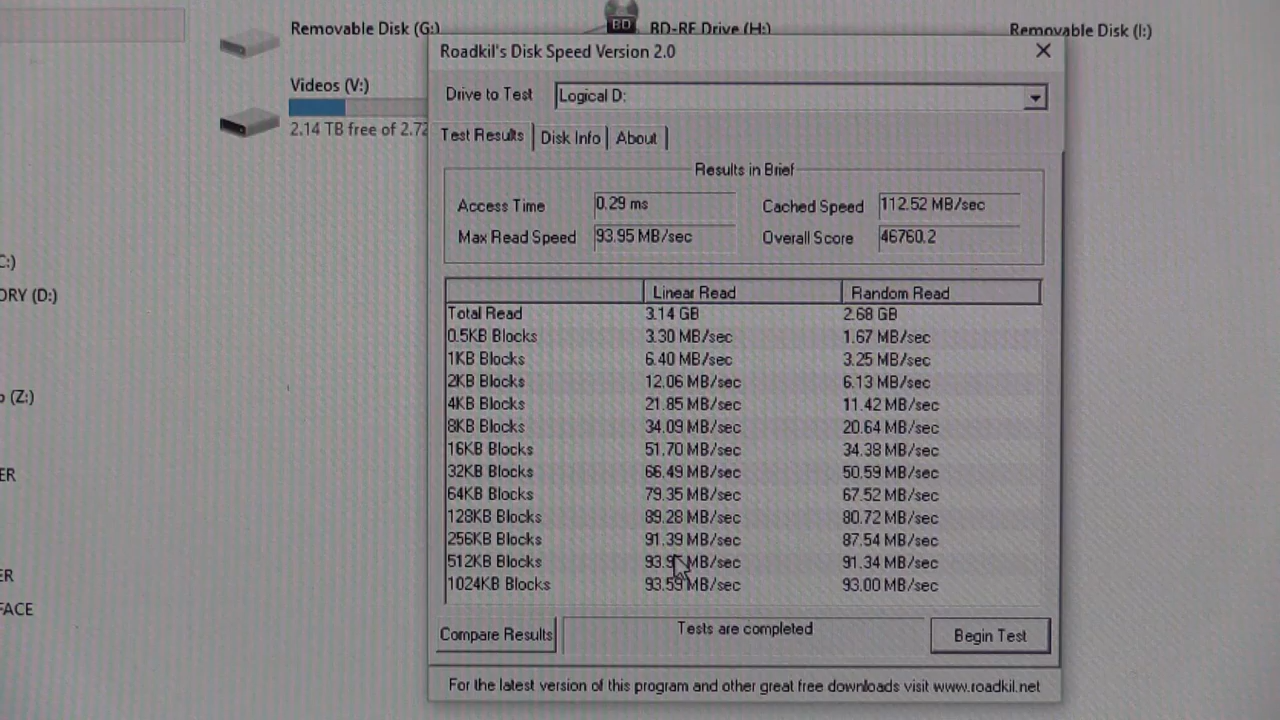 Removable Disk (G:)
BD
BD-RE Drive (H:)
Removable Disk (I:)
Videos (V:)
2.14 TB free of 2.72
C:)
ORY (D:)
(Z:)
ER
ER
FACE
Roadkil's Disk Speed Version 2.0
Drive to Test Logical D:
Test Results Disk Info About
Results in Brief
Access Time 0.29 ms Cached Speed 112.52 MB/sec
Max Read Speed 93.95 MB/sec Overall Score 46760.2
Linear Read Random Read
Total Read 3.14 GB 2.68 GB
0.5KB Blocks 3.30 MB/sec 1.67 MB/sec
1KB Blocks 6.40 MB/sec 3.25 MB/sec
2KB Blocks 12.06 MB/sec 6.13 MB/sec
4KB Blocks 21.85 MB/sec 11.42 MB/sec
8KB Blocks 34.09 MB/sec 20.64 MB/sec
16KB Blocks 51.70 MB/sec 34.38 MB/sec
32KB Blocks 66.49 MB/sec 50.59 MB/sec
64KB Blocks 79.35 MB/sec 67.52 MB/sec
128KB Blocks 89.28 MB/sec 80.72 MB/sec
256KB Blocks 91.39 MB/sec 87.54 MB/sec
512KB Blocks MB/sec 91.34 MB/sec
1024KB Blocks 93.59 MB/sec 93.00 MB/sec
Compare Results Tests are completed Begin Test
For the latest version of this program and other great free downloads visit www.roadkil.net